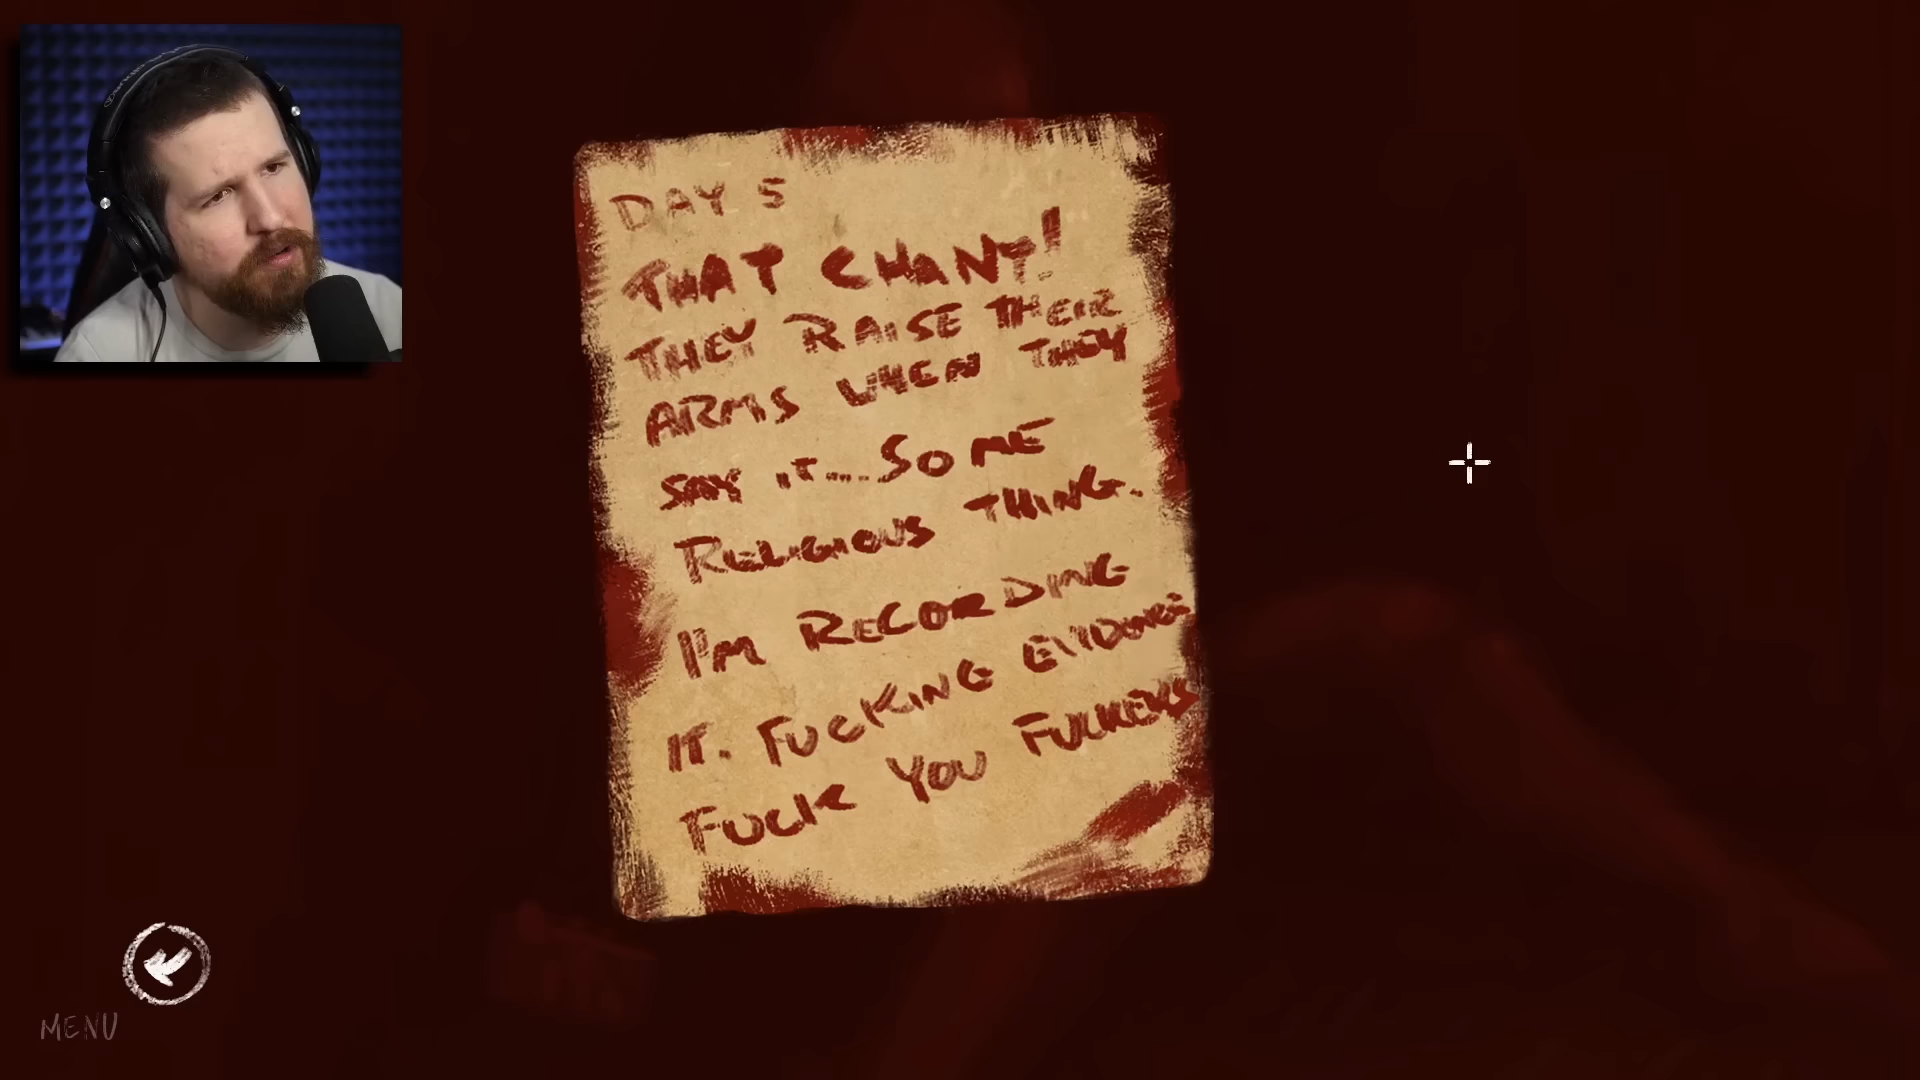 DAY 5
THAT CHANT!
THEY RAISE THEIR
ARMS WHEN THEY
SAY IT...SOME
RELIGIOUS THING.
I'M RECORDING
IT. FUCKING EVIDENCE.
FUCK YOU FUCKERS
MENU